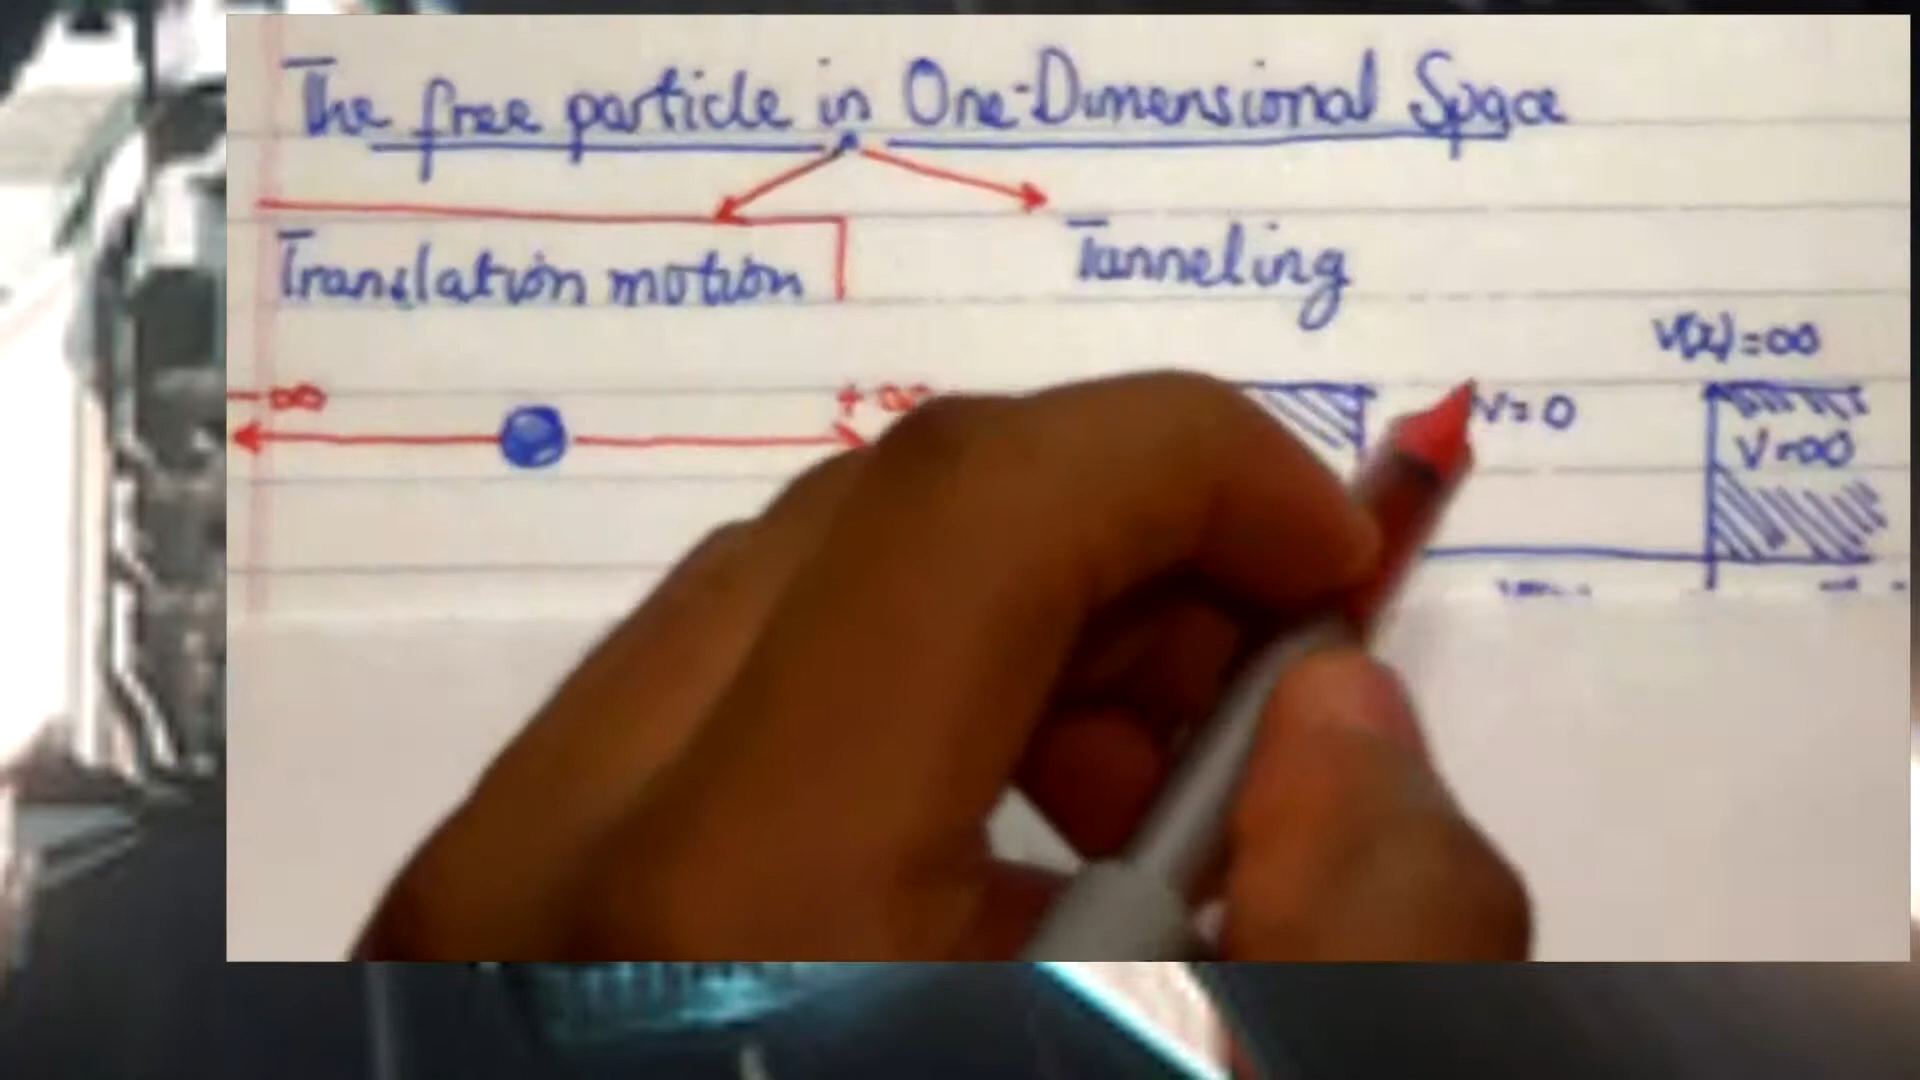 The free particle in One-Dimensional Space
Translation motion
Tunneling
V(x)=∞
-∞
+∞
V=0
V=∞